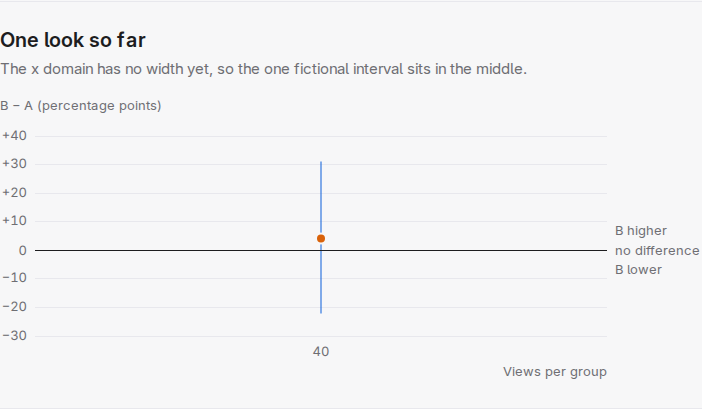 One look so far
The x domain has no width yet, so the one fictional interval sits in the middle.
B − A (percentage points)
+40
+30
+20
+10
0
−10
−20
−30
B higher
no difference
B lower
40
Views per group